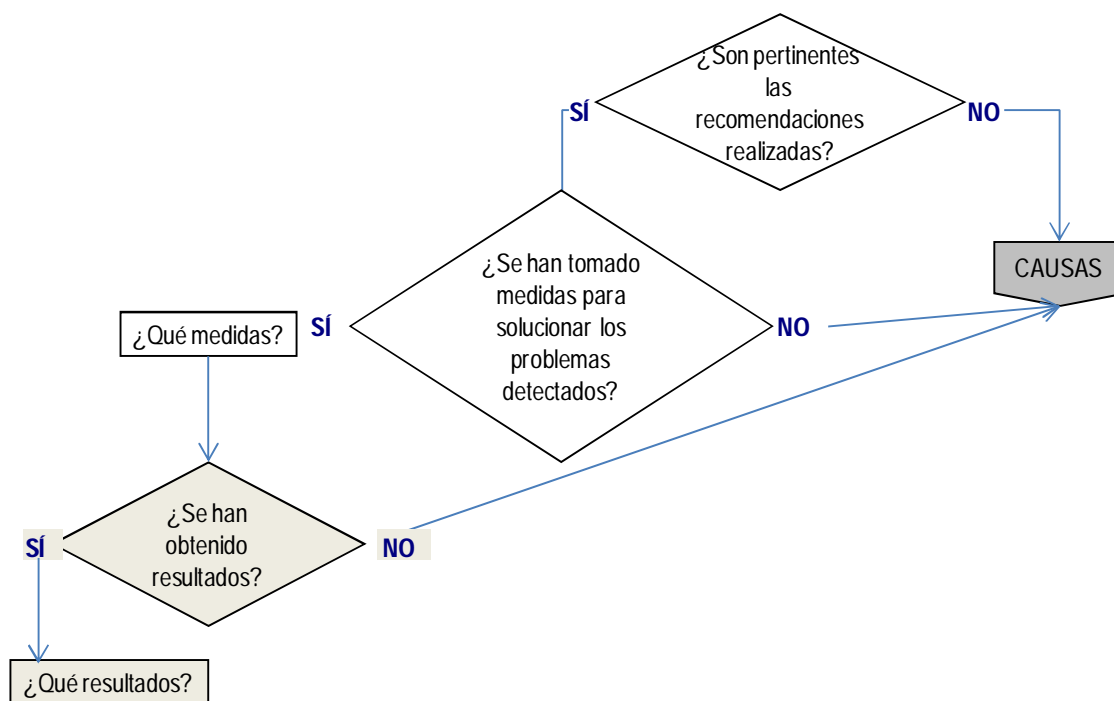 ¿Son pertinentes
las
recomendaciones
realizadas?
SÍ
NO
¿Se han tomado
medidas para
solucionar los
problemas
detectados?
CAUSAS
¿Qué medidas?
SÍ
NO
¿Se han
obtenido
resultados?
SÍ
NO
¿Qué resultados?